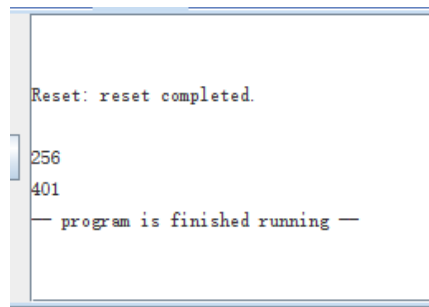 Reset: reset completed.
256
401
— program is finished running —